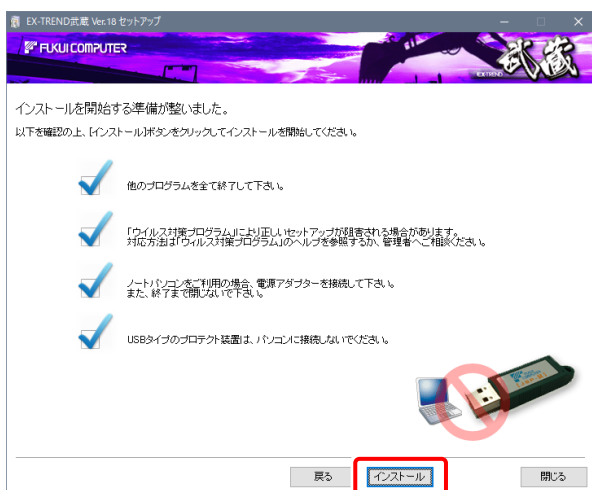 EX-TREND武蔵 Ver.18 セットアップ
FUKUI COMPUTER
EX-TREND 武蔵
インストールを開始する準備が整いました。
以下を確認の上、[インストール]ボタンをクリックしてインストールを開始してください。
他のプログラムを全て終了して下さい。
「ウイルス対策プログラム」により正しいセットアップが阻害される場合があります。
対応方法は「ウィルス対策プログラム」のヘルプを参照するか、管理者へご相談ください。
ノートパソコンをご利用の場合、電源アダプターを接続して下さい。
また、終了まで閉じないで下さい。
USBタイプのプロテクト装置は、パソコンに接続しないでください。
戻る
インストール
閉じる